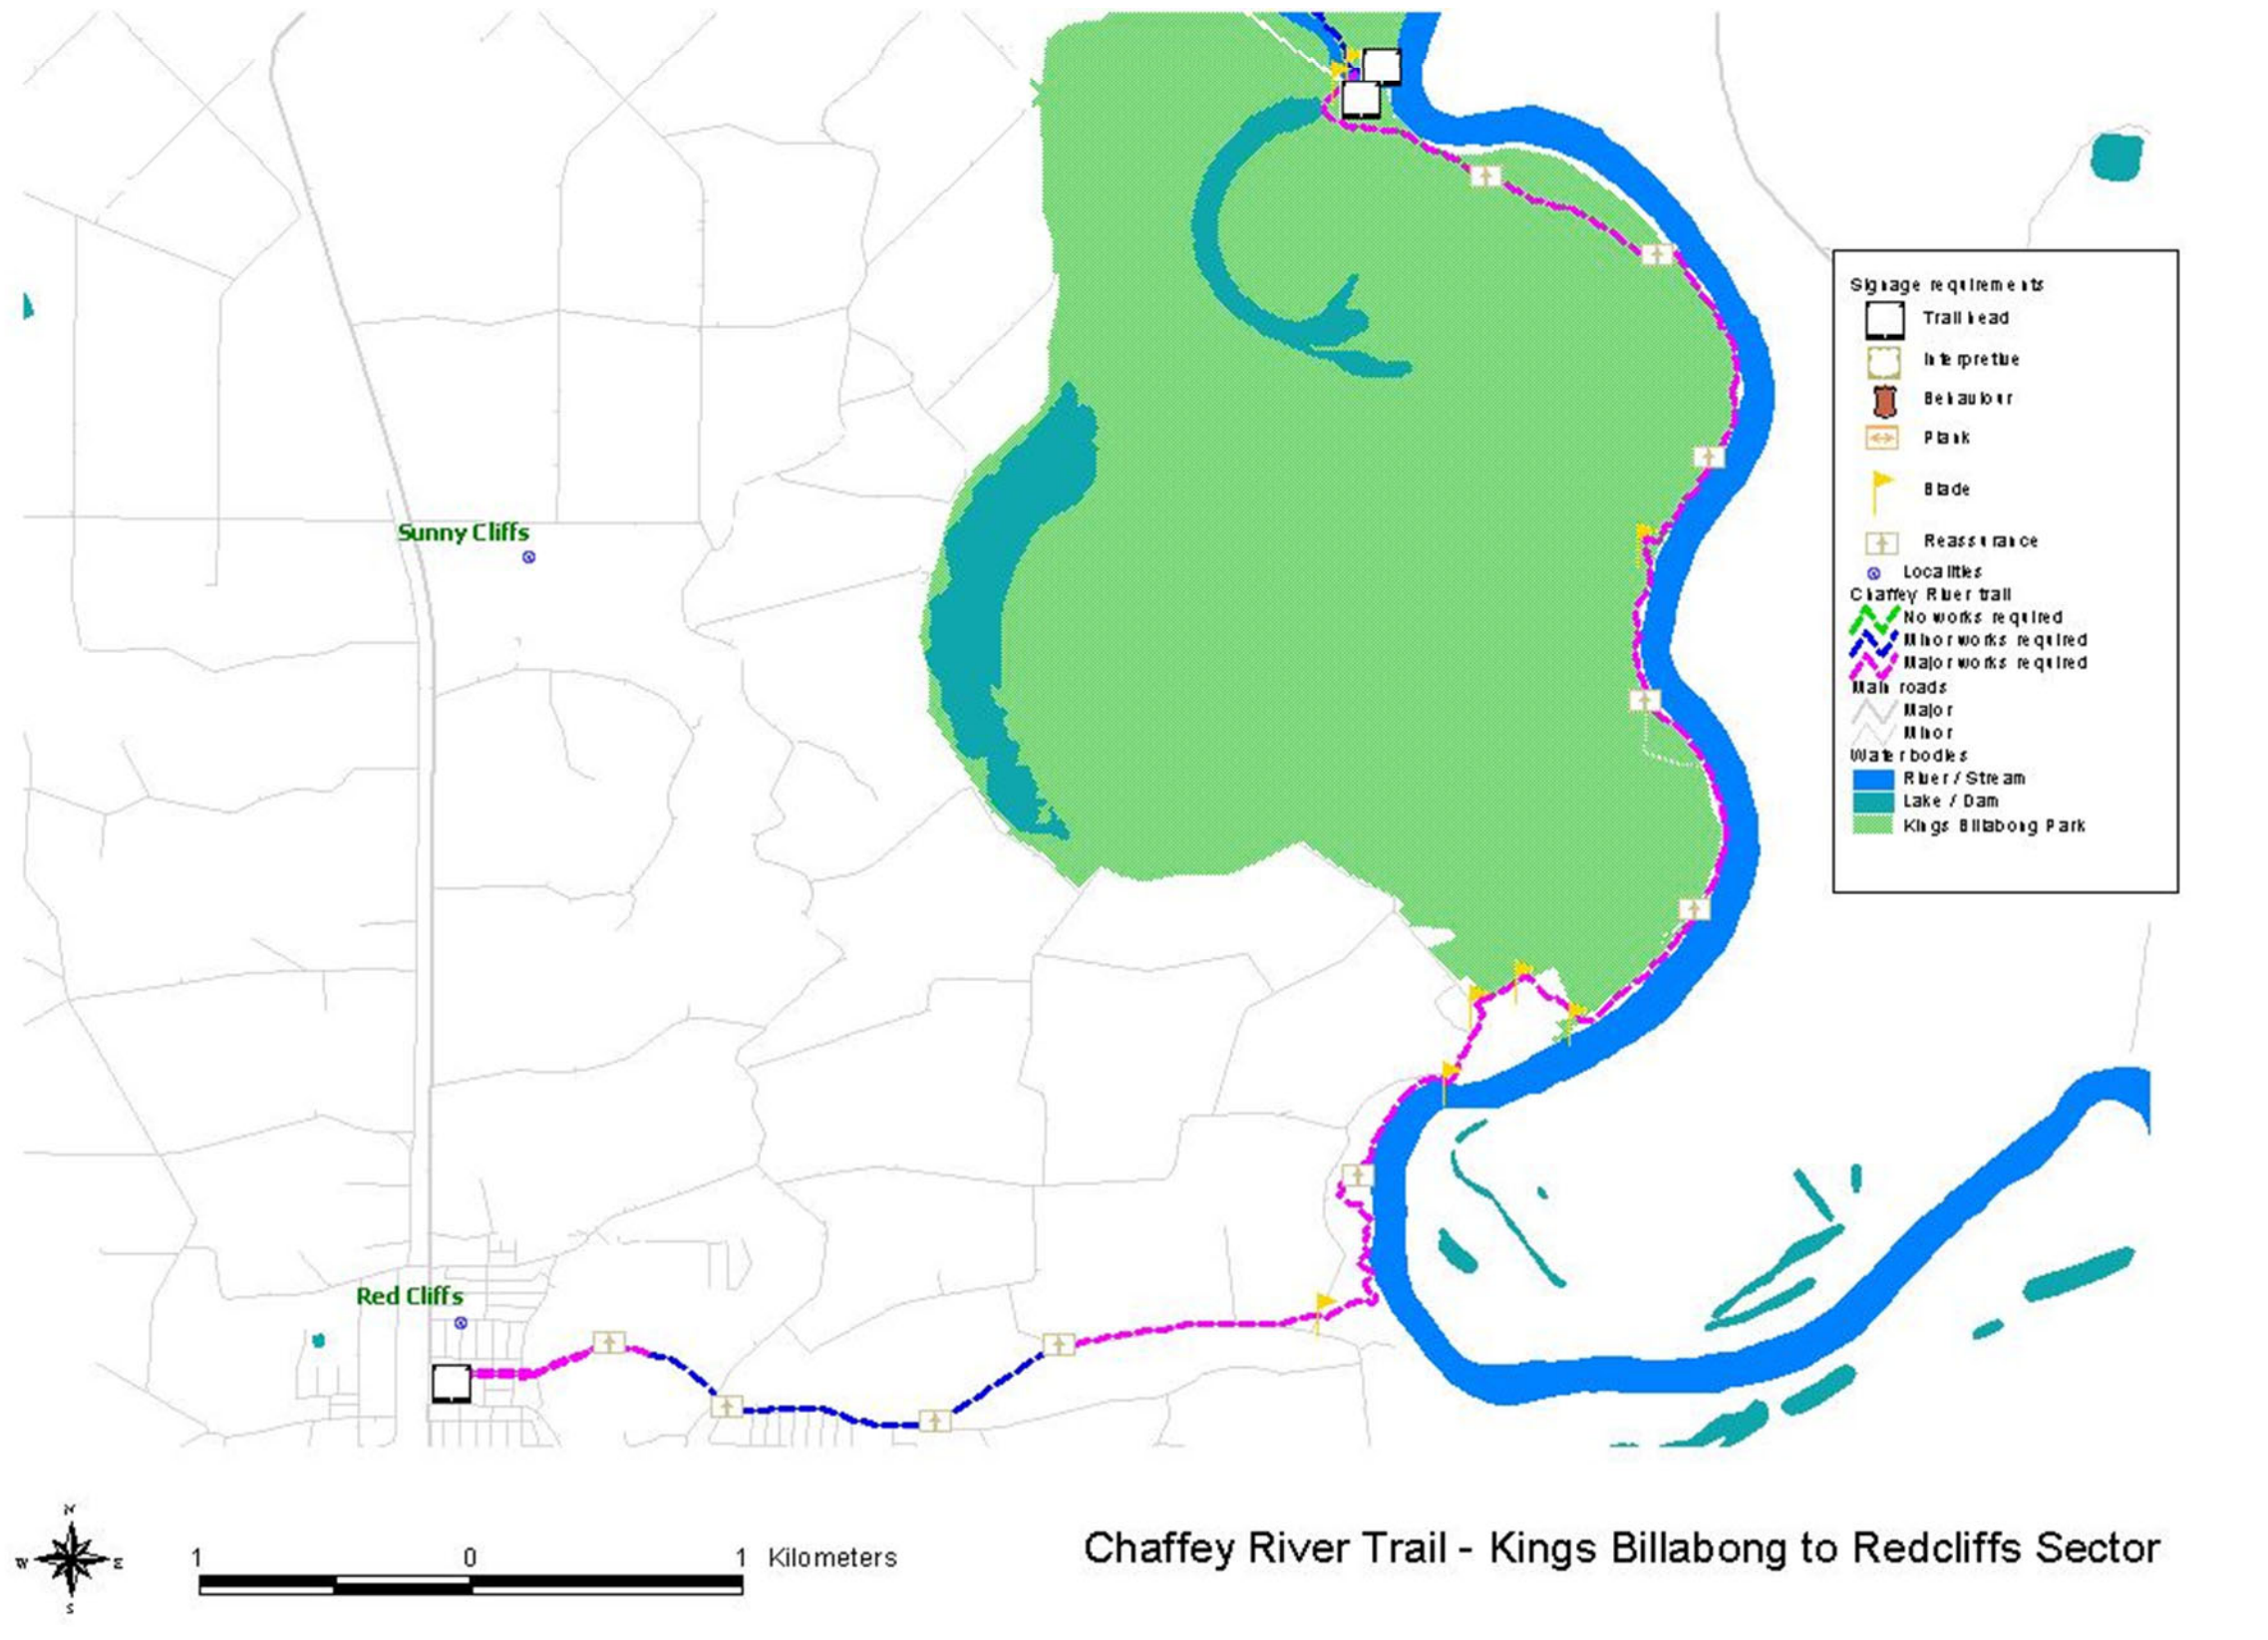 Signage requirements
Trail head
Interpretive
Behaviour
Plank
Blade
Reassurance
Localities
Chaffey River trail
No works required
Minor works required
Major works required
Main roads
Major
Minor
Waterbodies
River / Stream
Lake / Dam
Kings Billabong Park
Sunny Cliffs
Red Cliffs
N
W E
S
1 0 1 Kilometers
Chaffey River Trail - Kings Billabong to Redcliffs Sector